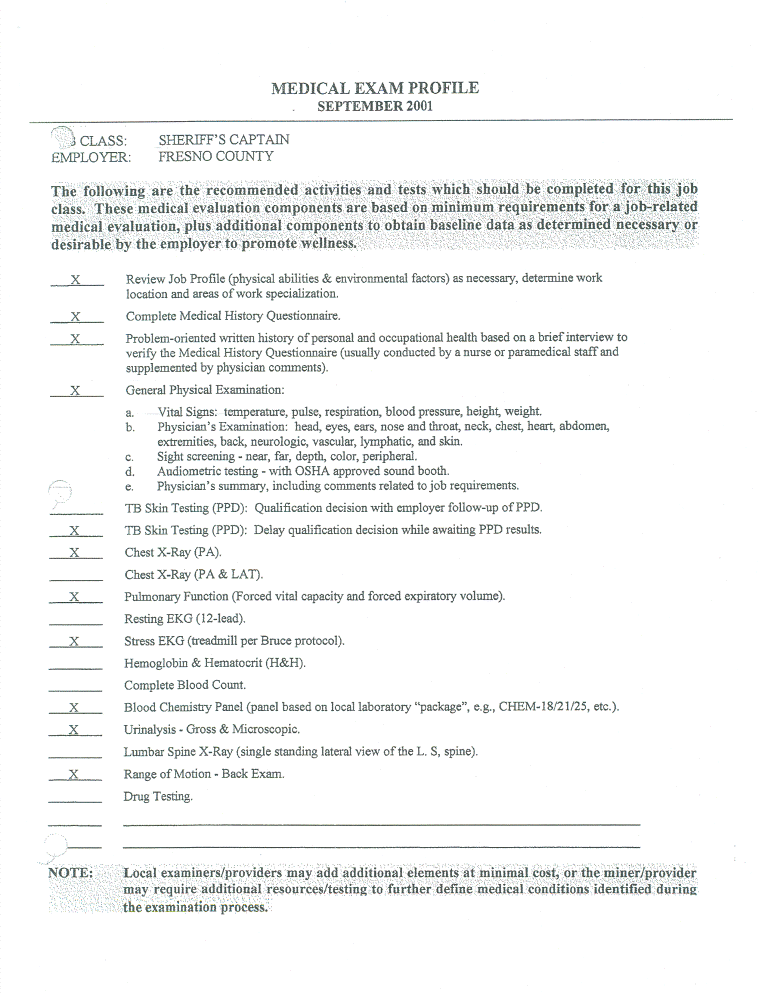 MEDICAL EXAM PROFILE
SEPTEMBER 2001
CLASS: SHERIFF'S CAPTAIN
EMPLOYER: FRESNO COUNTY
The following are the recommended activities and tests which should be completed for this job
class. These medical evaluation components are based on minimum requirements for a job-related
medical evaluation, plus additional components to obtain baseline data as determined necessary or
desirable by the employer to promote wellness.
X Review Job Profile (physical abilities & environmental factors) as necessary, determine work
location and areas of work specialization.
X Complete Medical History Questionnaire.
X Problem-oriented written history of personal and occupational health based on a brief interview to
verify the Medical History Questionnaire (usually conducted by a nurse or paramedical staff and
supplemented by physician comments).
X General Physical Examination:
a. Vital Signs: temperature, pulse, respiration, blood pressure, height, weight.
b. Physician's Examination: head, eyes, ears, nose and throat, neck, chest, heart, abdomen,
extremities, back, neurologic, vascular, lymphatic, and skin.
c. Sight screening - near, far, depth, color, peripheral.
d. Audiometric testing - with OSHA approved sound booth.
e. Physician's summary, including comments related to job requirements.
TB Skin Testing (PPD): Qualification decision with employer follow-up of PPD.
X TB Skin Testing (PPD): Delay qualification decision while awaiting PPD results.
X Chest X-Ray (PA).
Chest X-Ray (PA & LAT).
X Pulmonary Function (Forced vital capacity and forced expiratory volume).
Resting EKG (12-lead).
X Stress EKG (treadmill per Bruce protocol).
Hemoglobin & Hematocrit (H&H).
Complete Blood Count.
X Blood Chemistry Panel (panel based on local laboratory "package", e.g., CHEM-18/21/25, etc.).
X Urinalysis - Gross & Microscopic.
Lumbar Spine X-Ray (single standing lateral view of the L. S, spine).
X Range of Motion - Back Exam.
Drug Testing.
NOTE: Local examiners/providers may add additional elements at minimal cost, or the miner/provider
may require additional resources/testing to further define medical conditions identified during
the examination process.